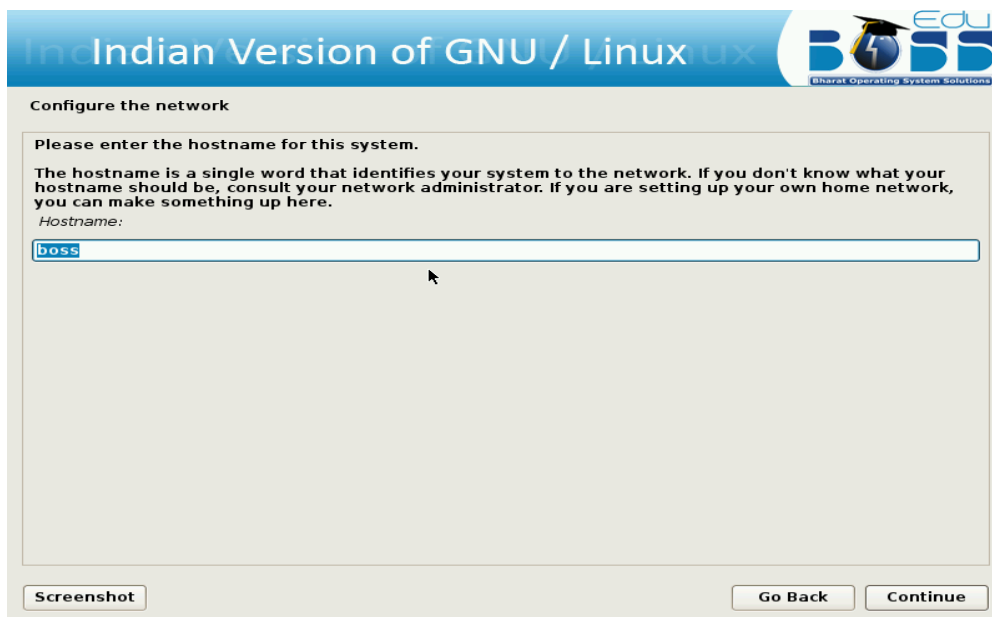 Indian Version of GNU / Linux
Edu
BOSS
Bharat Operating System Solutions
Configure the network
Please enter the hostname for this system.
The hostname is a single word that identifies your system to the network. If you don't know what your
hostname should be, consult your network administrator. If you are setting up your own home network,
you can make something up here.
Hostname:
boss
Screenshot
Go Back
Continue